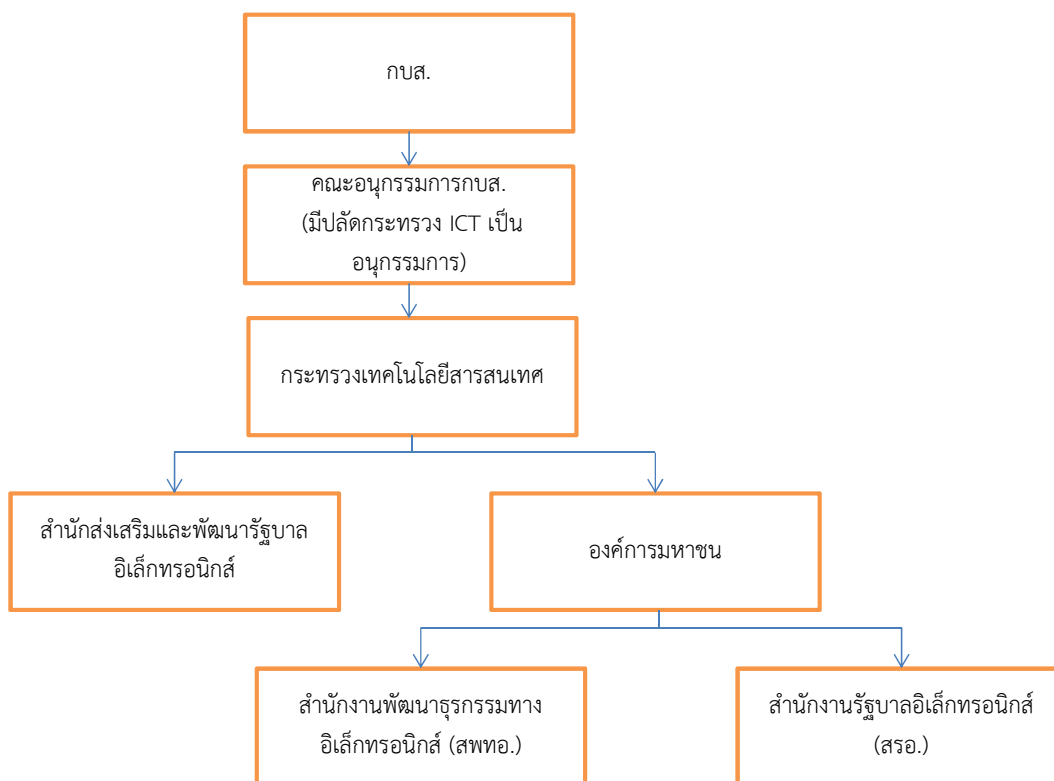 กบส.
คณะอนุกรรมการกบส.
(มีปลัดกระทรวง ICT เป็น
อนุกรรมการ)
กระทรวงเทคโนโลยีสารสนเทศ
สำนักส่งเสริมและพัฒนารัฐบาล
อิเล็กทรอนิกส์
องค์การมหาชน
สำนักงานพัฒนาธุรกรรมทาง
อิเล็กทรอนิกส์ (สพทอ.)
สำนักงานรัฐบาลอิเล็กทรอนิกส์
(สรอ.)